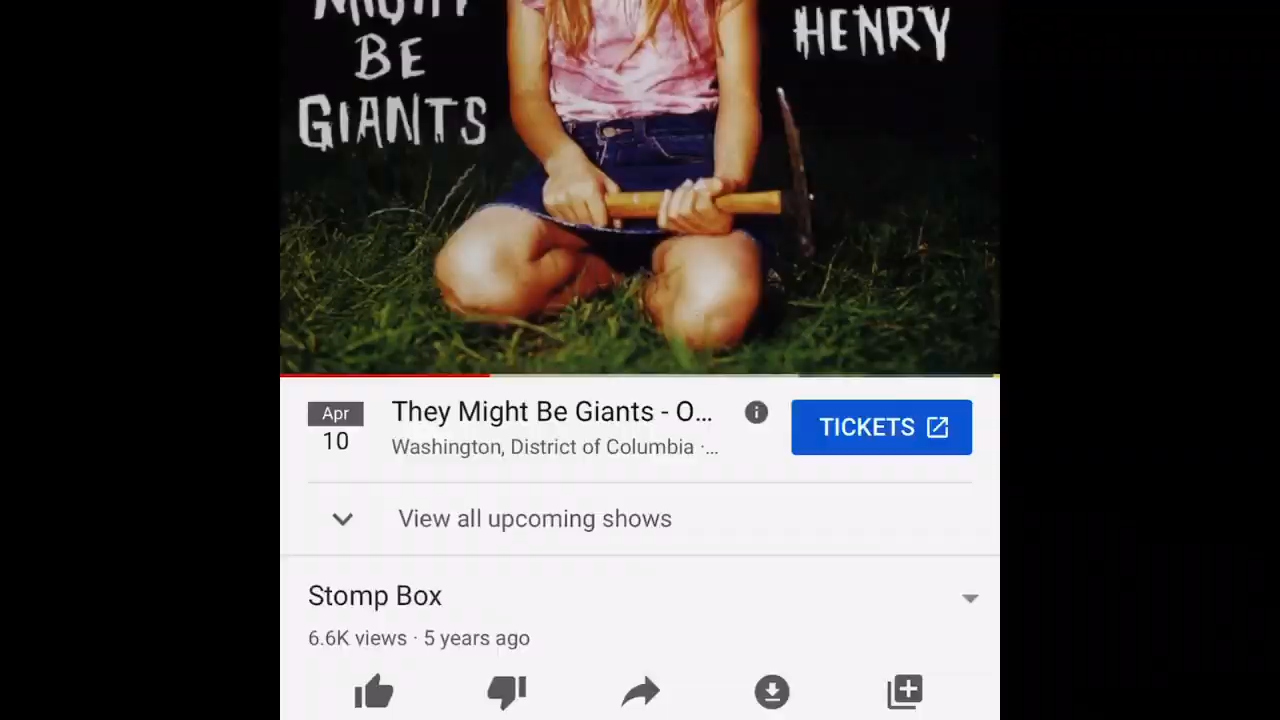 BE
GIANTS
HENRY
Apr
10
They Might Be Giants - O...
Washington, District of Columbia ·...
TICKETS
View all upcoming shows
Stomp Box
6.6K views · 5 years ago